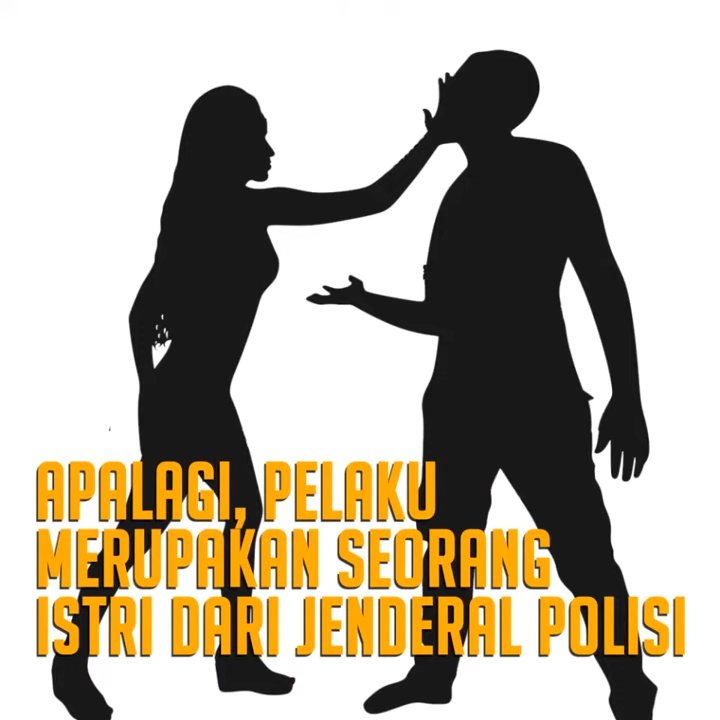 APALAGI, PELAKU
MERUPAKAN SEORANG
ISTRI DARI JENDERAL POLISI